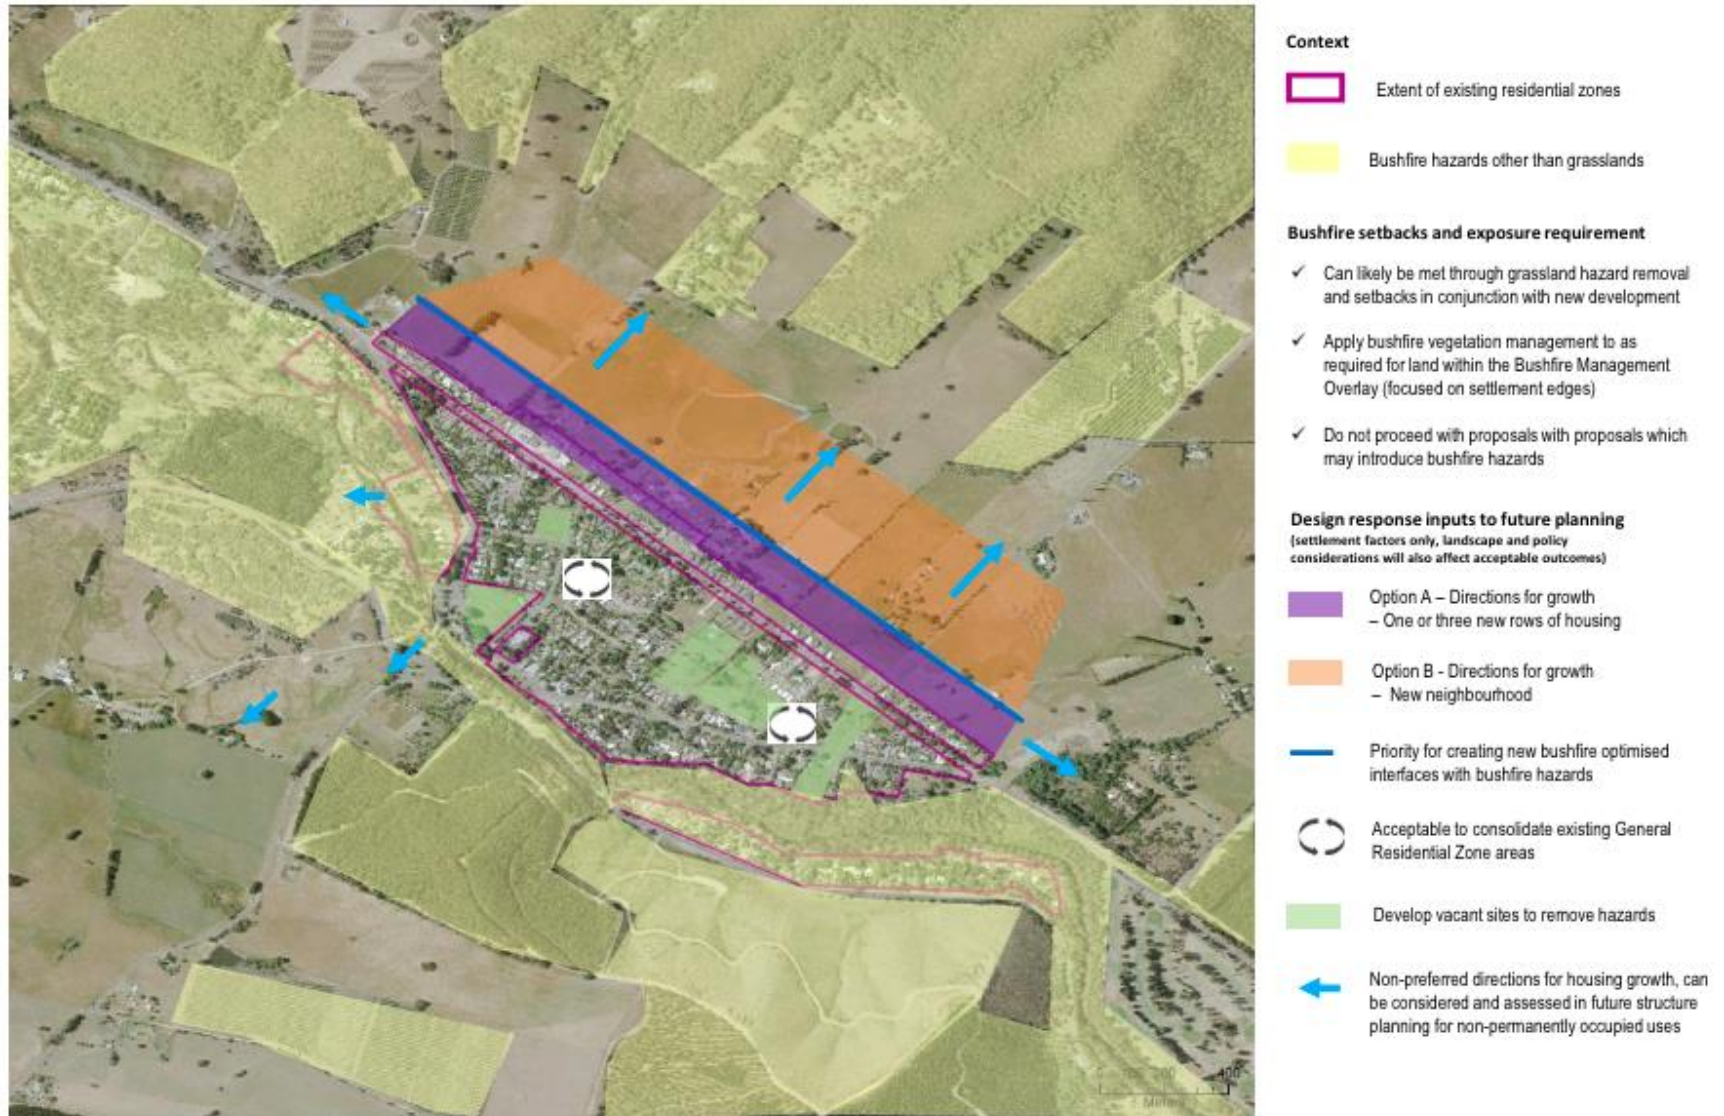 Context
Extent of existing residential zones
Bushfire hazards other than grasslands
Bushfire setbacks and exposure requirement
✓ Can likely be met through grassland hazard removal
and setbacks in conjunction with new development
✓ Apply bushfire vegetation management to as
required for land within the Bushfire Management
Overlay (focused on settlement edges)
✓ Do not proceed with proposals with proposals which
may introduce bushfire hazards
Design response inputs to future planning
(settlement factors only, landscape and policy
considerations will also affect acceptable outcomes)
Option A – Directions for growth
– One or three new rows of housing
Option B - Directions for growth
– New neighbourhood
Priority for creating new bushfire optimised
interfaces with bushfire hazards
Acceptable to consolidate existing General
Residential Zone areas
Develop vacant sites to remove hazards
Non-preferred directions for housing growth, can
be considered and assessed in future structure
planning for non-permanently occupied uses
400